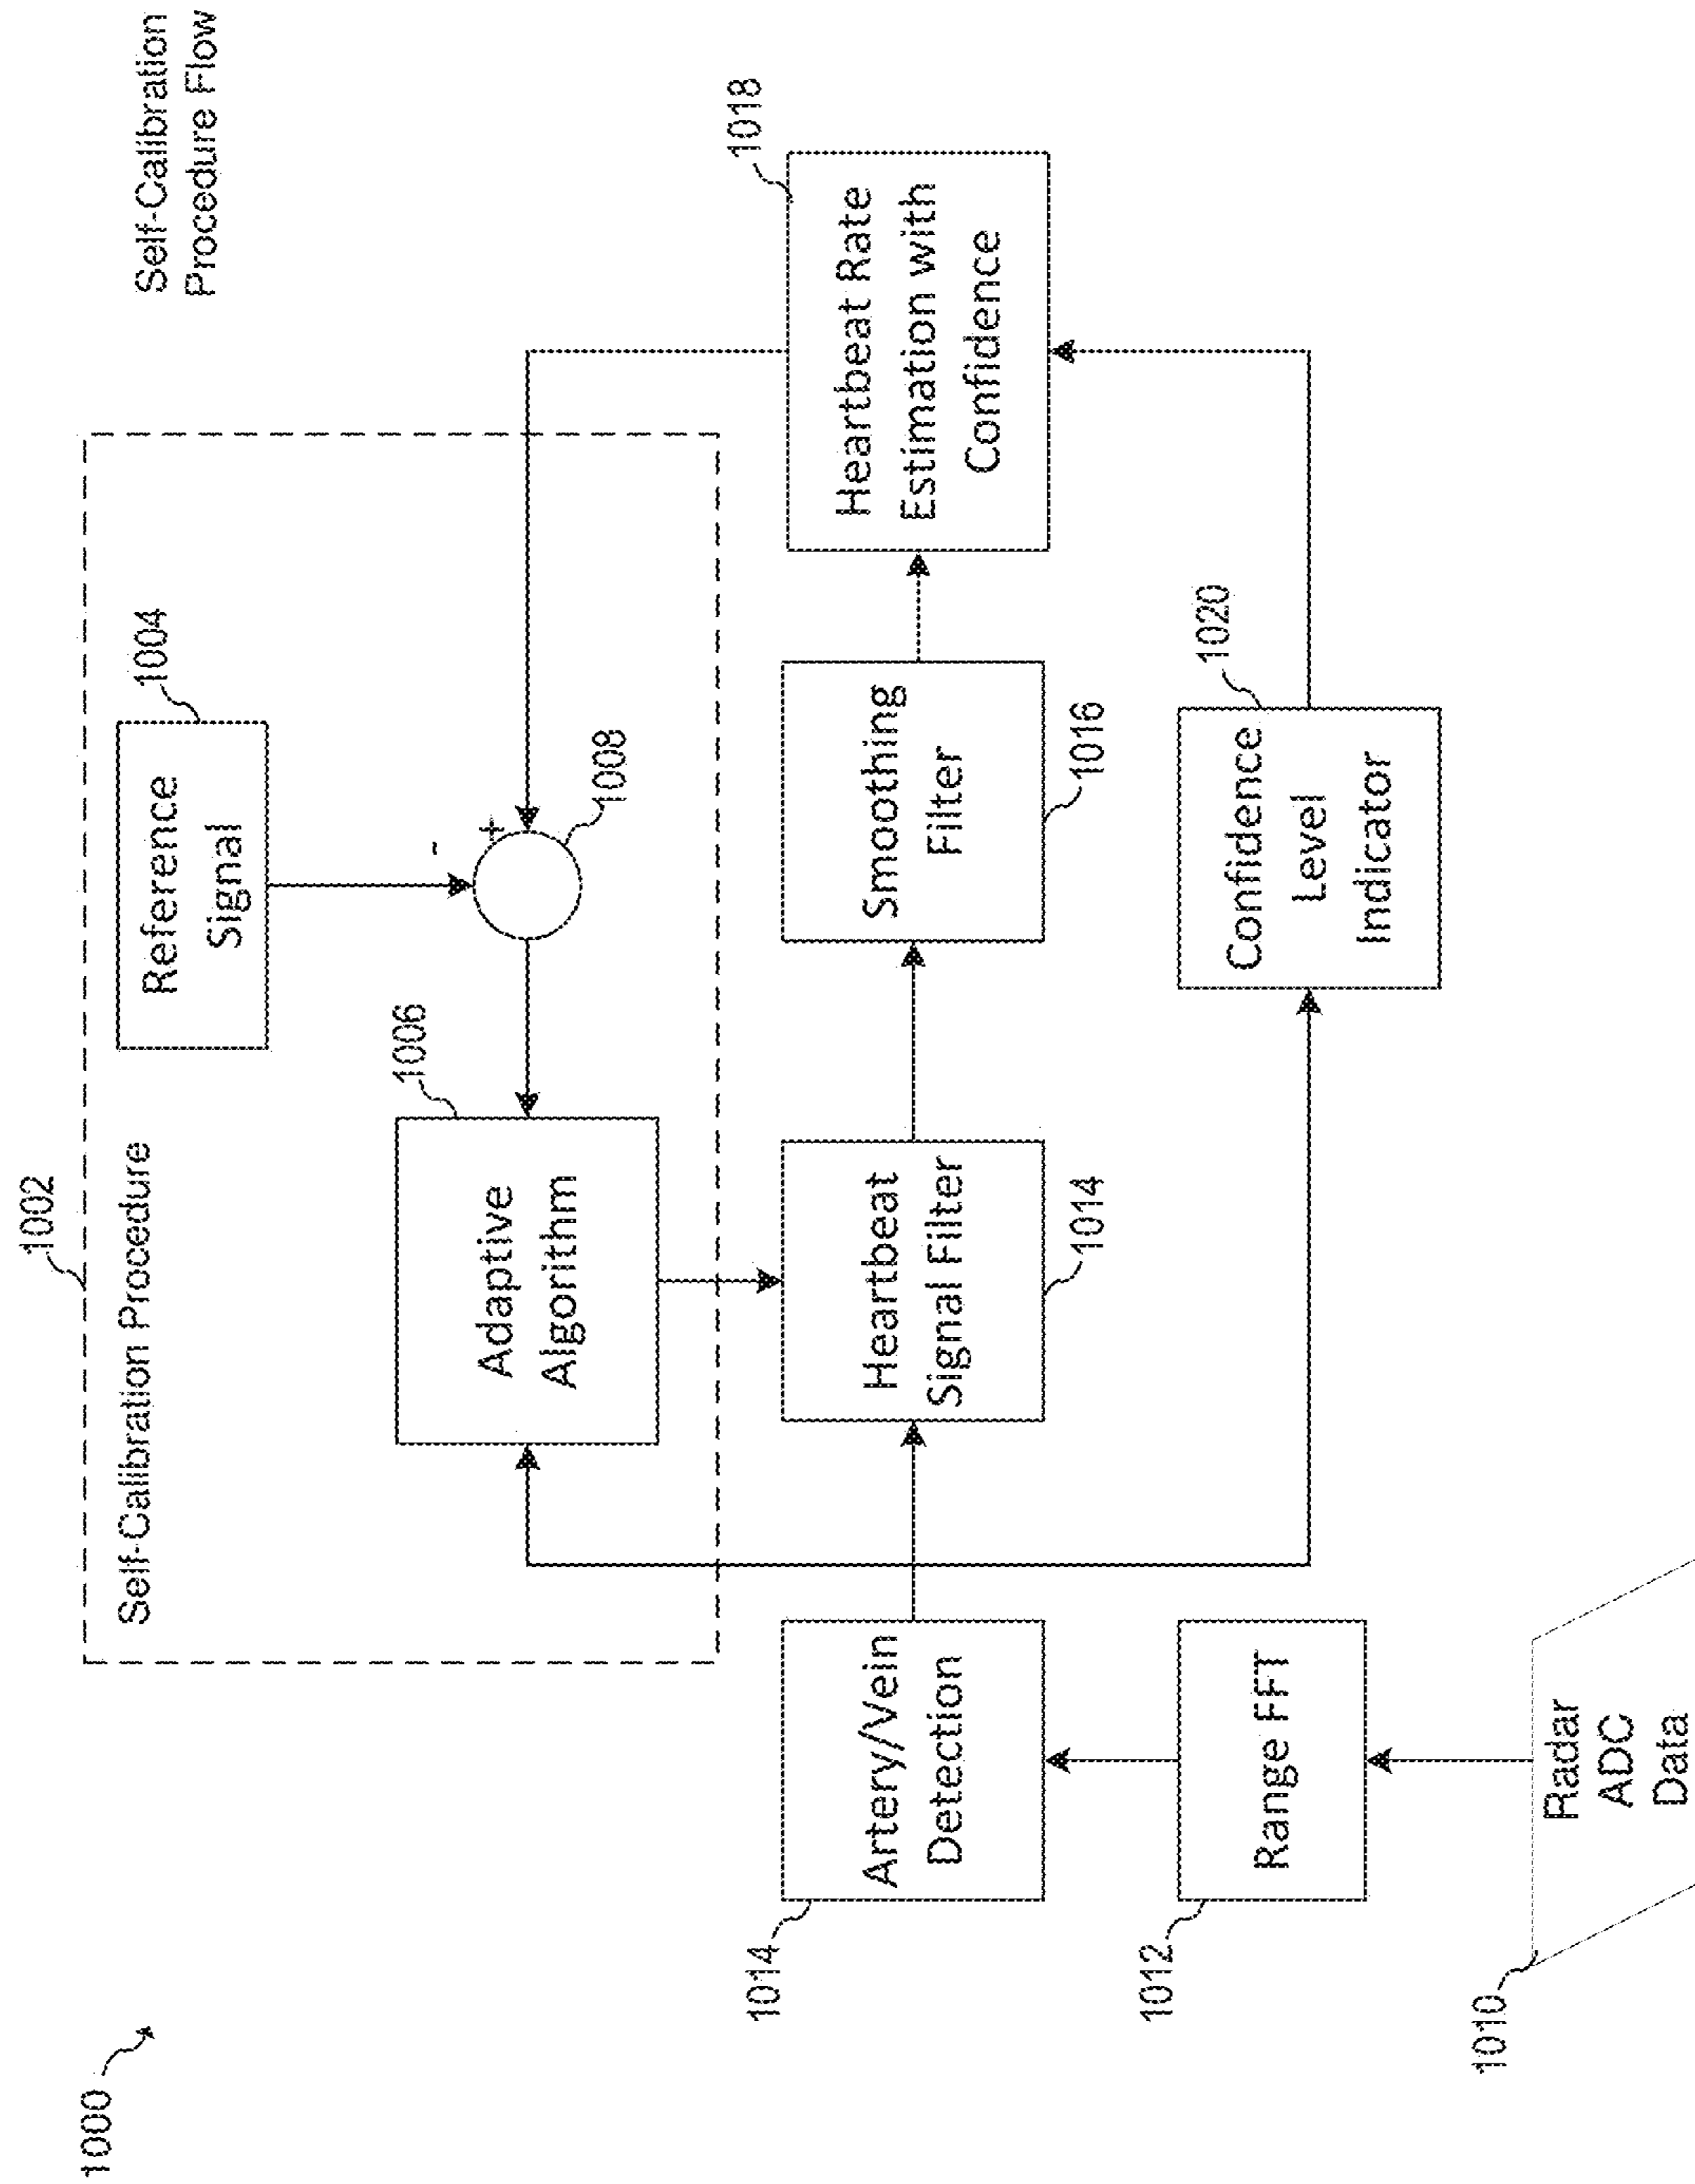 1000
Self-Calibration
Procedure Flow
1002
Self-Calibration Procedure
Reference
Signal
1004
Adaptive
Algorithm
1006
-
+
1008
Artery/Vein
Detection
1014
Heartbeat
Signal Filter
1014
Smoothing
Filter
1016
Heartbeat Rate
Estimation with
Confidence
1018
Range FFT
1012
Confidence
Level
Indicator
1020
Radar
ADC
Data
1010